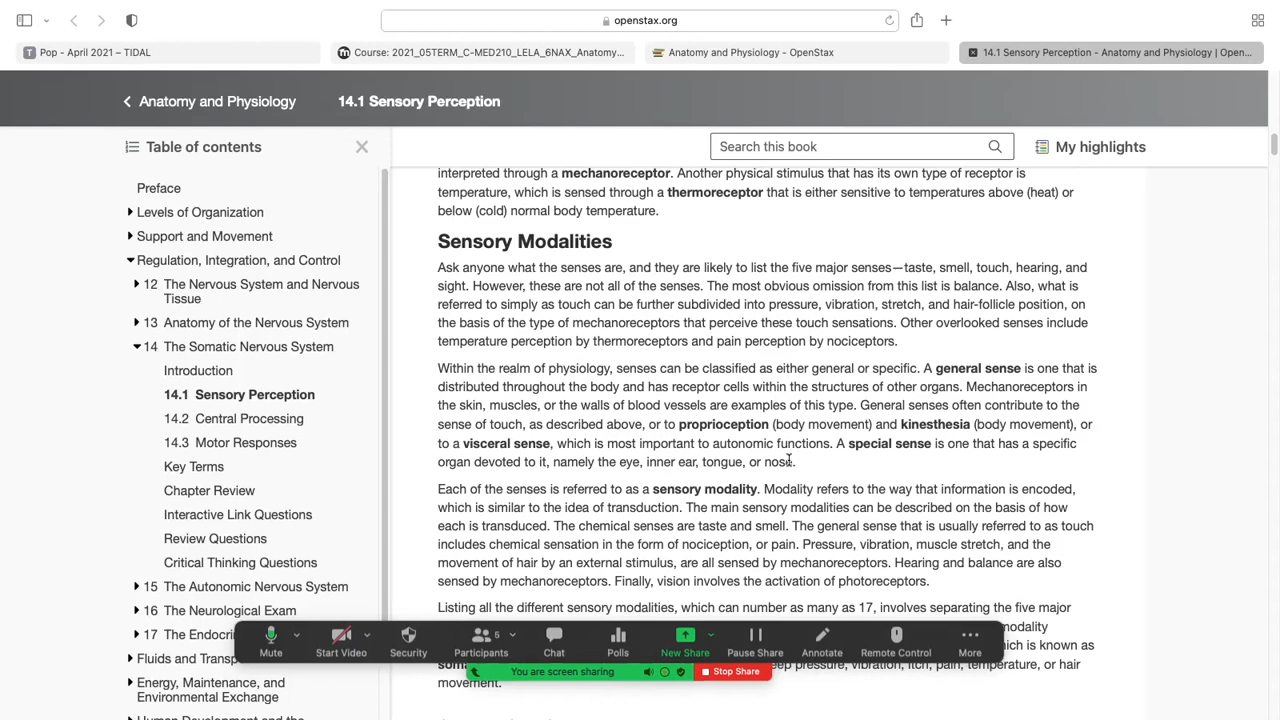 openstax.org
Pop - April 2021 – TIDAL
Course: 2021_05TERM_C-MED210_LELA_6NAX_Anatomy...
Anatomy and Physiology - OpenStax
14.1 Sensory Perception - Anatomy and Physiology | Open...
Anatomy and Physiology
14.1 Sensory Perception
Table of contents
Search this book
My highlights
Preface
Levels of Organization
Support and Movement
Regulation, Integration, and Control
12 The Nervous System and Nervous
Tissue
13 Anatomy of the Nervous System
14 The Somatic Nervous System
Introduction
14.1 Sensory Perception
14.2 Central Processing
14.3 Motor Responses
Key Terms
Chapter Review
Interactive Link Questions
Review Questions
Critical Thinking Questions
15 The Autonomic Nervous System
16 The Neurological Exam
17 The Endocri
Fluids and Transp
Energy, Maintenance, and
Environmental Exchange
Human Development and the
interpreted through a mechanoreceptor. Another physical stimulus that has its own type of receptor is
temperature, which is sensed through a thermoreceptor that is either sensitive to temperatures above (heat) or
below (cold) normal body temperature.
Sensory Modalities
Ask anyone what the senses are, and they are likely to list the five major senses—taste, smell, touch, hearing, and
sight. However, these are not all of the senses. The most obvious omission from this list is balance. Also, what is
referred to simply as touch can be further subdivided into pressure, vibration, stretch, and hair-follicle position, on
the basis of the type of mechanoreceptors that perceive these touch sensations. Other overlooked senses include
temperature perception by thermoreceptors and pain perception by nociceptors.
Within the realm of physiology, senses can be classified as either general or specific. A general sense is one that is
distributed throughout the body and has receptor cells within the structures of other organs. Mechanoreceptors in
the skin, muscles, or the walls of blood vessels are examples of this type. General senses often contribute to the
sense of touch, as described above, or to proprioception (body movement) and kinesthesia (body movement), or
to a visceral sense, which is most important to autonomic functions. A special sense is one that has a specific
organ devoted to it, namely the eye, inner ear, tongue, or nose.
Each of the senses is referred to as a sensory modality. Modality refers to the way that information is encoded,
which is similar to the idea of transduction. The main sensory modalities can be described on the basis of how
each is transduced. The chemical senses are taste and smell. The general sense that is usually referred to as touch
includes chemical sensation in the form of nociception, or pain. Pressure, vibration, muscle stretch, and the
movement of hair by an external stimulus, are all sensed by mechanoreceptors. Hearing and balance are also
sensed by mechanoreceptors. Finally, vision involves the activation of photoreceptors.
Listing all the different sensory modalities, which can number as many as 17, involves separating the five major
modality
which is known as
pressure, vibration, itch, pain, temperature, or hair
movement.
Mute
Start Video
Security
5
Participants
Chat
Polls
New Share
Pause Share
Annotate
Remote Control
More
You are screen sharing
Stop Share